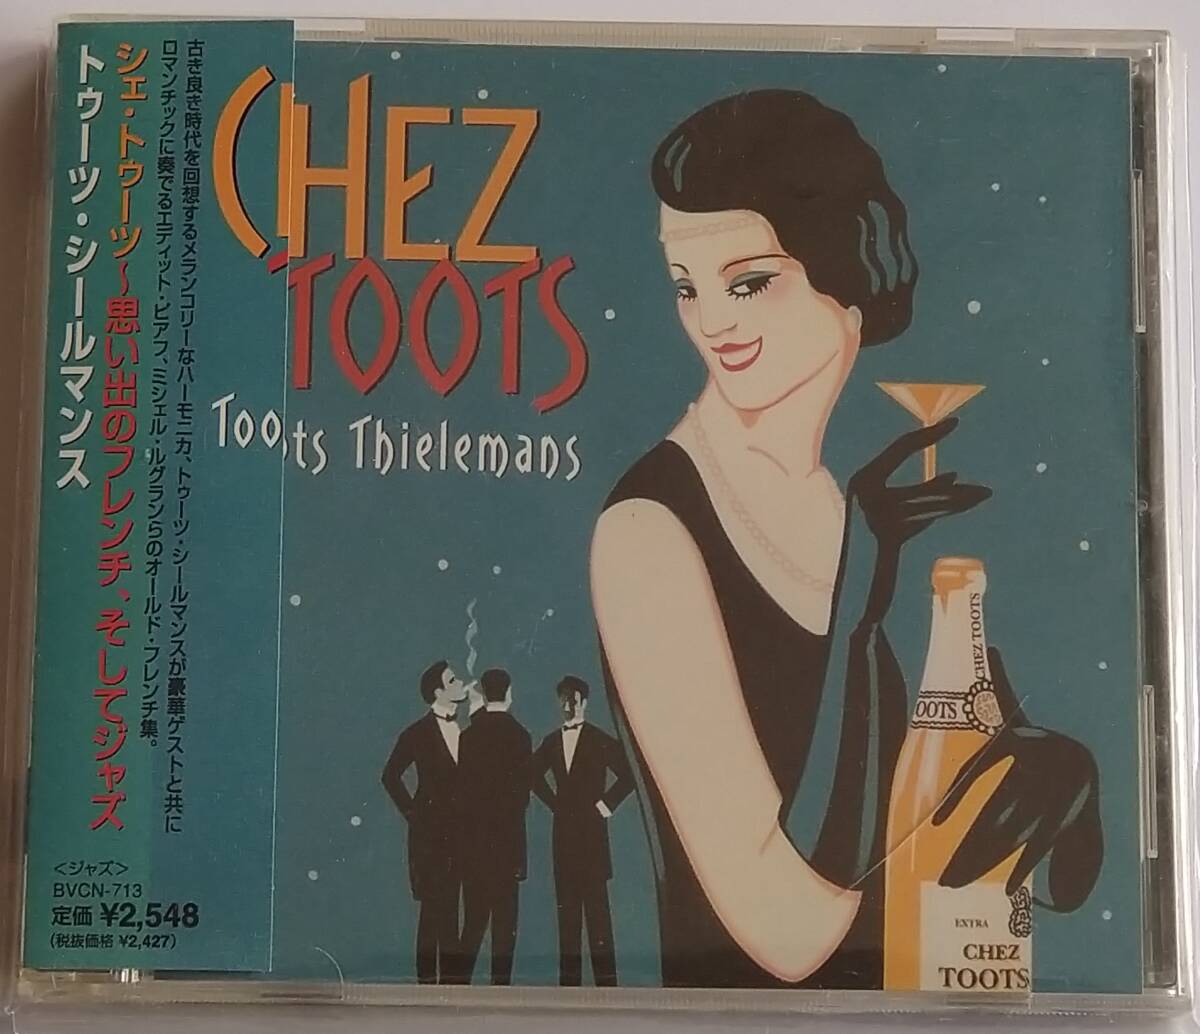 古き良き時代を回想するメランコリーなハーモニカ、トゥーツ・シールマンスが豪華ゲストと共に
ロマンチックに奏でるエディット・ピアフ、ミシェル・ルグランらのオールド・フレンチ集。
シェ・トゥーツ〜思い出のフレンチ、そしてジャズ
トゥーツ・シールマンス
<ジャズ>
BVCN-713
定価 ¥2,548
(税抜価格 ¥2,427)
CHEZ
TOOTS
Toots Thielemans
CHEZ TOOTS
OOTS
EXTRA
CHEZ
TOOTS